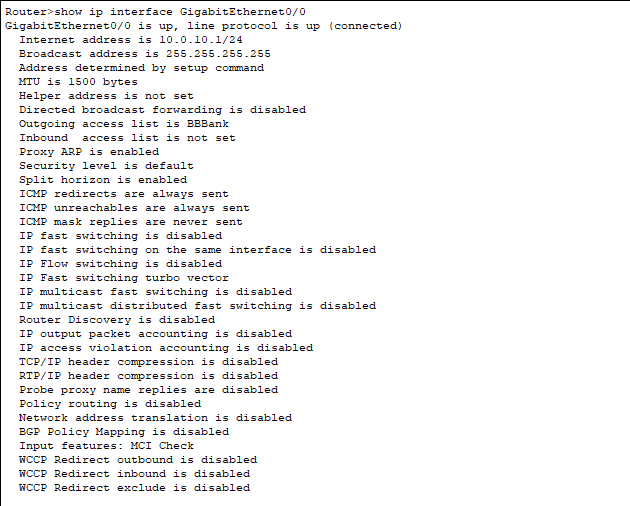 Router>show ip interface GigabitEthernet0/0
GigabitEthernet0/0 is up, line protocol is up (connected)
  Internet address is 10.0.10.1/24
  Broadcast address is 255.255.255.255
  Address determined by setup command
  MTU is 1500 bytes
  Helper address is not set
  Directed broadcast forwarding is disabled
  Outgoing access list is BBBank
  Inbound  access list is not set
  Proxy ARP is enabled
  Security level is default
  Split horizon is enabled
  ICMP redirects are always sent
  ICMP unreachables are always sent
  ICMP mask replies are never sent
  IP fast switching is disabled
  IP fast switching on the same interface is disabled
  IP Flow switching is disabled
  IP Fast switching turbo vector
  IP multicast fast switching is disabled
  IP multicast distributed fast switching is disabled
  Router Discovery is disabled
  IP output packet accounting is disabled
  IP access violation accounting is disabled
  TCP/IP header compression is disabled
  RTP/IP header compression is disabled
  Probe proxy name replies are disabled
  Policy routing is disabled
  Network address translation is disabled
  BGP Policy Mapping is disabled
  Input features: MCI Check
  WCCP Redirect outbound is disabled
  WCCP Redirect inbound is disabled
  WCCP Redirect exclude is disabled